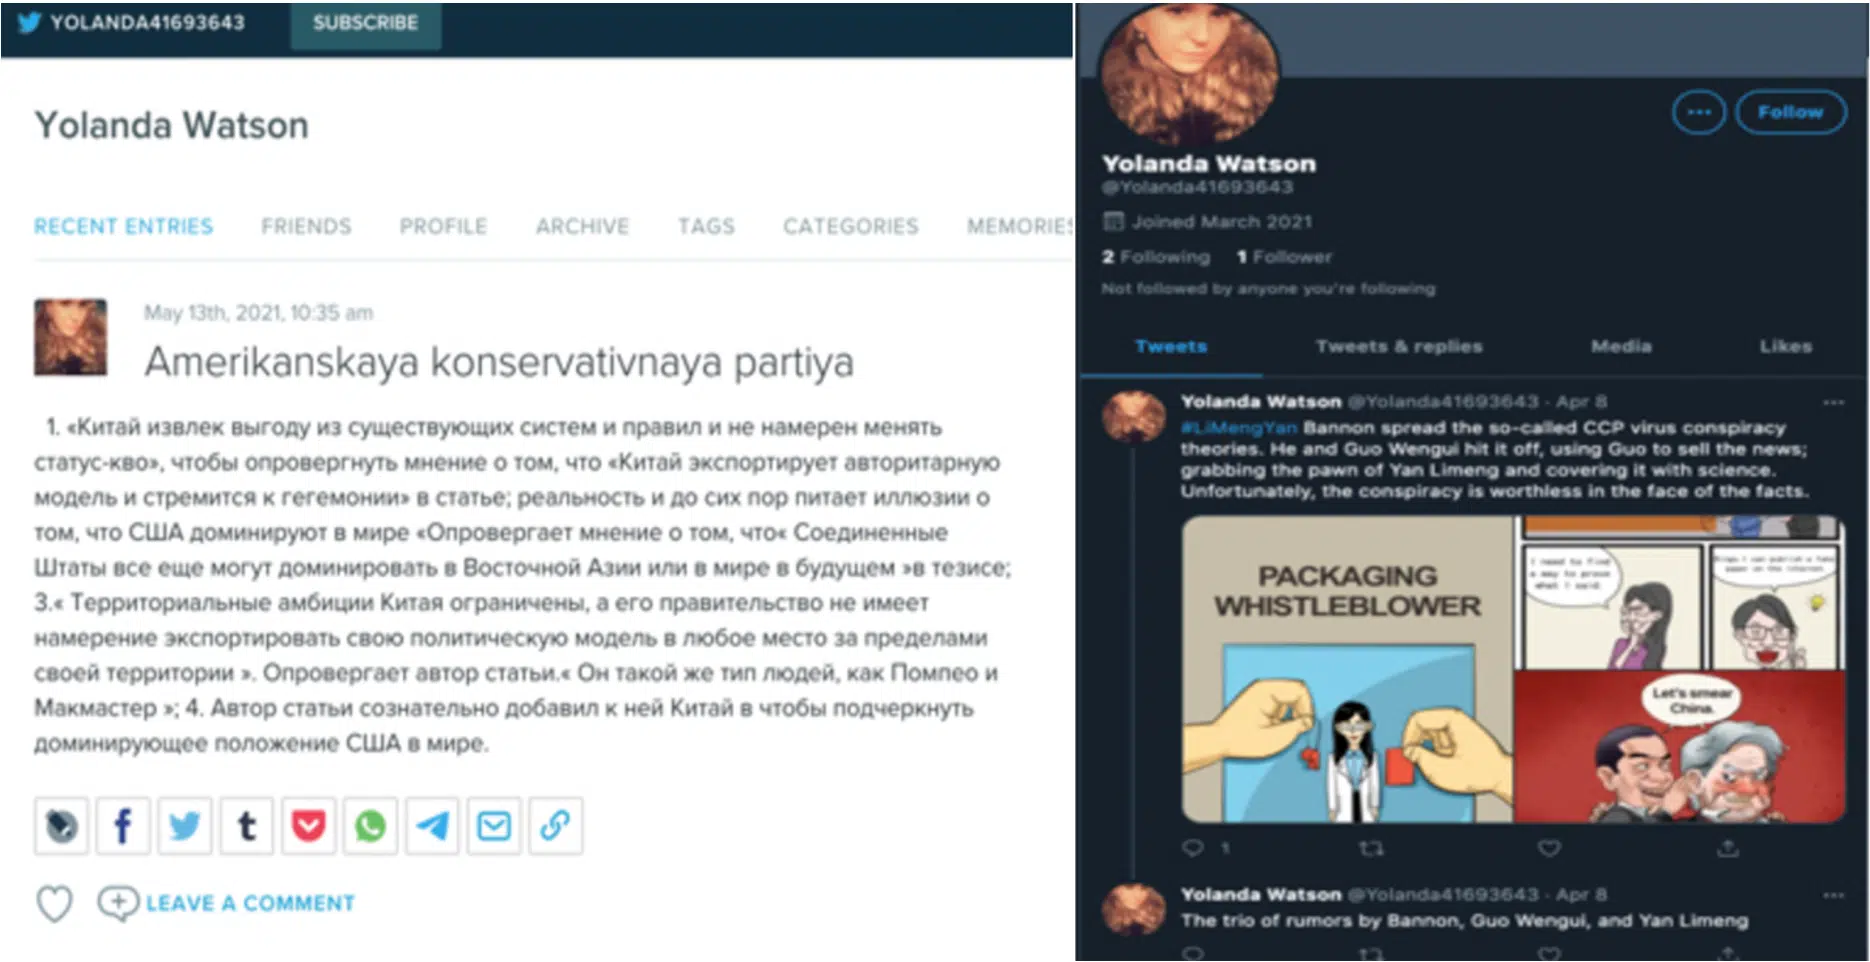 YOLANDA41693643
SUBSCRIBE
Yolanda Watson
RECENT ENTRIES
FRIENDS
PROFILE
ARCHIVE
TAGS
CATEGORIES
MEMORIES
May 13th, 2021, 10:35 am
Amerikanskaya konservativnaya partiya
1. «Китай извлек выгоду из существующих систем и правил и не намерен менять
статус-кво», чтобы опровергнуть мнение о том, что «Китай экспортирует авторитарную
модель и стремится к гегемонии» в статье; реальность и до сих пор питает иллюзии о
том, что США доминируют в мире «Опровергает мнение о том, что« Соединенные
Штаты все еще могут доминировать в Восточной Азии или в мире в будущем »в тезисе;
3.« Территориальные амбиции Китая ограничены, а его правительство не имеет
намерение экспортировать свою политическую модель в любое место за пределами
своей территории ». Опровергает автор статьи.« Он такой же тип людей, как Помпео и
Макмастер »; 4. Автор статьи сознательно добавил к ней Китай в чтобы подчеркнуть
доминирующее положение США в мире.
LEAVE A COMMENT
Follow
Yolanda Watson
@Yolanda41693643
Joined March 2021
2 Following 1 Follower
Not followed by anyone you're following
Tweets
Tweets & replies
Media
Likes
Yolanda Watson @Yolanda41693643 · Apr 8
#LiMengYan Bannon spread the so-called CCP virus conspiracy
theories. He and Guo Wengui hit it off, using Guo to sell the news;
grabbing the pawn of Yan Limeng and covering it with science.
Unfortunately, the conspiracy is worthless in the face of the facts.
PACKAGING
WHISTLEBLOWER
I need to find
a way to prove
what I said.
Let's smear
China.
1
Yolanda Watson @Yolanda41693643 · Apr 8
The trio of rumors by Bannon, Guo Wengui, and Yan Limeng